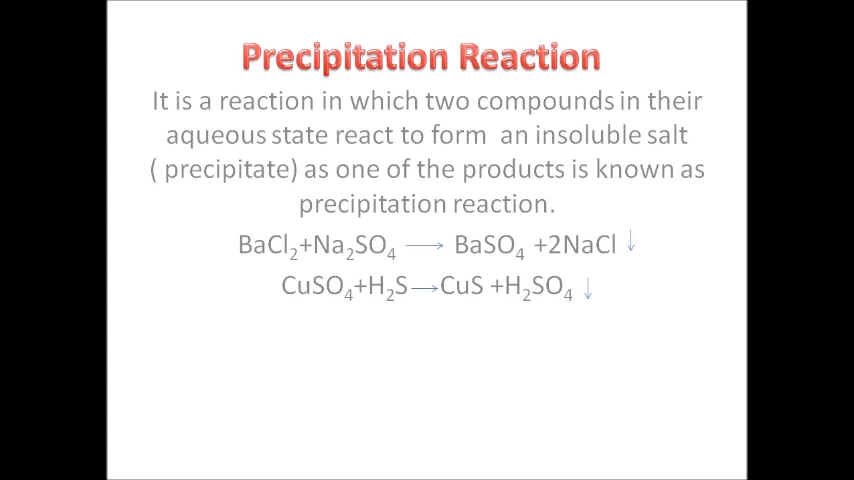 Precipitation Reaction
It is a reaction in which two compounds in their
aqueous state react to form an insoluble salt
( precipitate) as one of the products is known as
precipitation reaction.
BaCl₂+Na₂SO₄ ⟶ BaSO₄ +2NaCl ↓
CuSO₄+H₂S⟶CuS +H₂SO₄ ↓